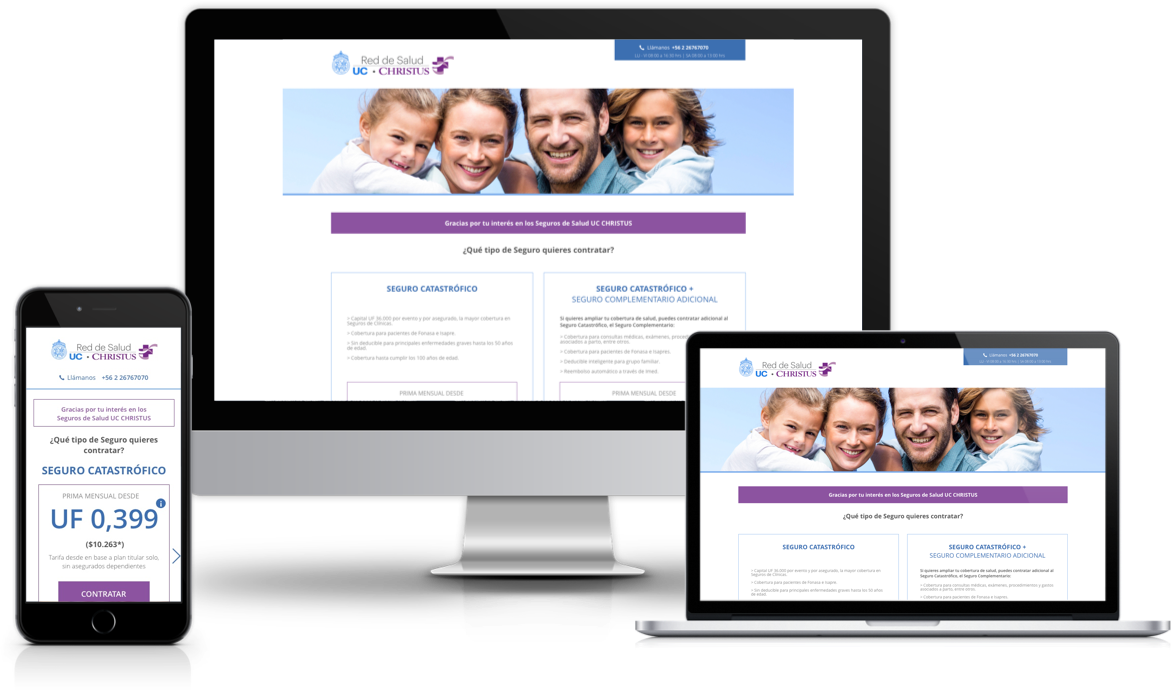 Red de Salud
UC • CHRISTUS
Llámanos +56 2 26767070
Gracias por tu interés en los Seguros de Salud UC CHRISTUS
¿Qué tipo de Seguro quieres contratar?
SEGURO CATASTRÓFICO
> Capital UF 36.000 por evento y por asegurado, la mayor cobertura en
Seguros de Clínicas.
> Cobertura para pacientes de Fonasa e Isapre.
> Sin deducible para principales enfermedades graves hasta los 50 años
de edad.
> Cobertura hasta cumplir los 100 años de edad.
PRIMA MENSUAL DESDE
SEGURO CATASTRÓFICO +
SEGURO COMPLEMENTARIO ADICIONAL
Si quieres ampliar tu cobertura de salud, puedes contratar adicional al
Seguro Catastrófico, el Seguro Complementario:
> Cobertura para consultas médicas, exámenes,
asociados a parto, entre otros.
> Cobertura para pacientes de Fonasa e Isapres.
> Deducible inteligente para grupo familiar.
> Reembolso automático a través de Imed.
PRIMA MENSUAL DESDE
Red de Salud
UC • CHRISTUS
Llámanos +56 2 26767070
Gracias por tu interés en los
Seguros de Salud UC CHRISTUS
¿Qué tipo de Seguro quieres
contratar?
SEGURO CATASTRÓFICO
PRIMA MENSUAL DESDE
i
UF 0,399
($10.263*)
Tarifa desde en base a plan titular solo,
sin asegurados dependientes
CONTRATAR
Red de Salud
UC • CHRISTUS
Llámanos +56 2 26767070
Gracias por tu interés en los Seguros de Salud UC CHRISTUS
¿Qué tipo de Seguro quieres contratar?
SEGURO CATASTRÓFICO
> Capital UF 36.000 por evento y por asegurado, la mayor cobertura en
Seguros de Clínicas.
> Cobertura para pacientes de Fonasa e Isapre.
> Sin deducible para principales enfermedades graves hasta los 50 años
de edad.
SEGURO CATASTRÓFICO +
SEGURO COMPLEMENTARIO ADICIONAL
Si quieres ampliar tu cobertura de salud, puedes contratar adicional al
Seguro Catastrófico, el Seguro Complementario:
> Cobertura para consultas médicas, exámenes, procedimientos y gastos
asociados a parto, entre otros.
> Cobertura para pacientes de Fonasa e Isapres.